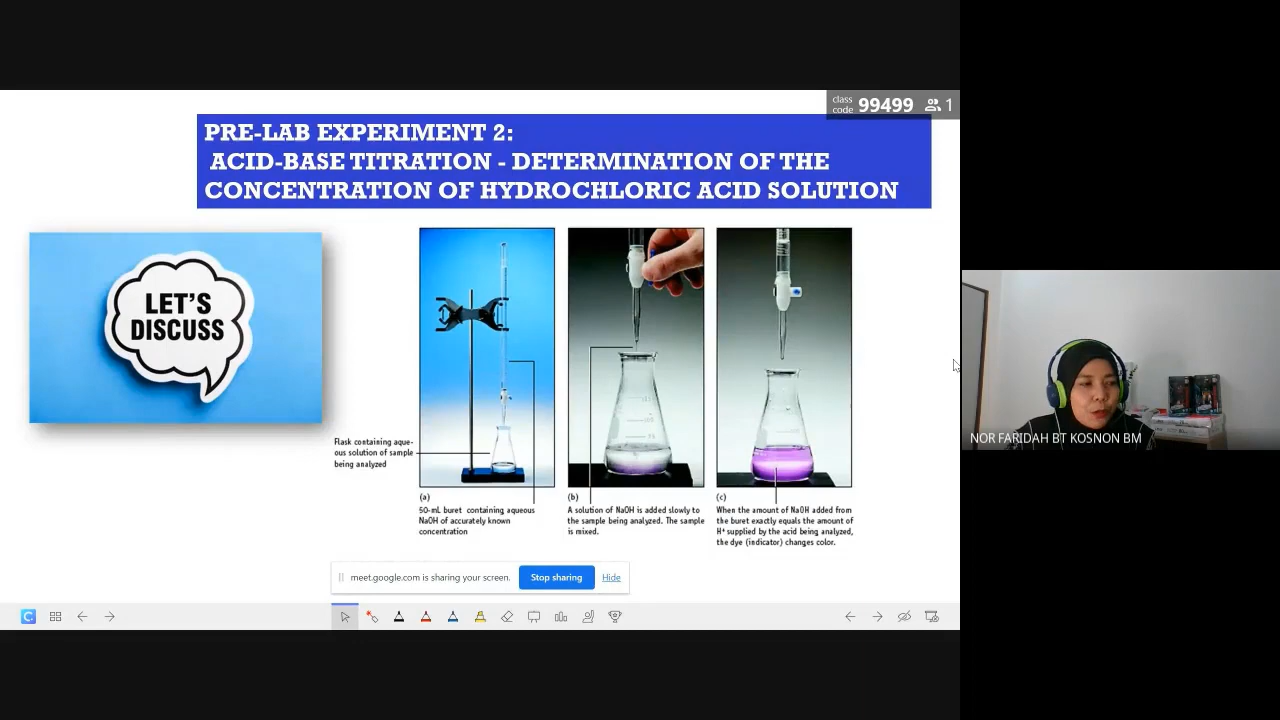 class
code 99499 1
PRE-LAB EXPERIMENT 2:
ACID-BASE TITRATION - DETERMINATION OF THE
CONCENTRATION OF HYDROCHLORIC ACID SOLUTION
LET'S
DISCUSS
Flask containing aque-
ous solution of sample
being analyzed
(a)
50-mL buret containing aqueous
NaOH of accurately known
concentration
(b)
A solution of NaOH is added slowly to
the sample being analyzed. The sample
is mixed.
(c)
When the amount of NaOH added from
the buret exactly equals the amount of
H⁺ supplied by the acid being analyzed,
the dye (indicator) changes color.
NOR FARIDAH BT KOSNON BM
meet.google.com is sharing your screen.
Stop sharing
Hide